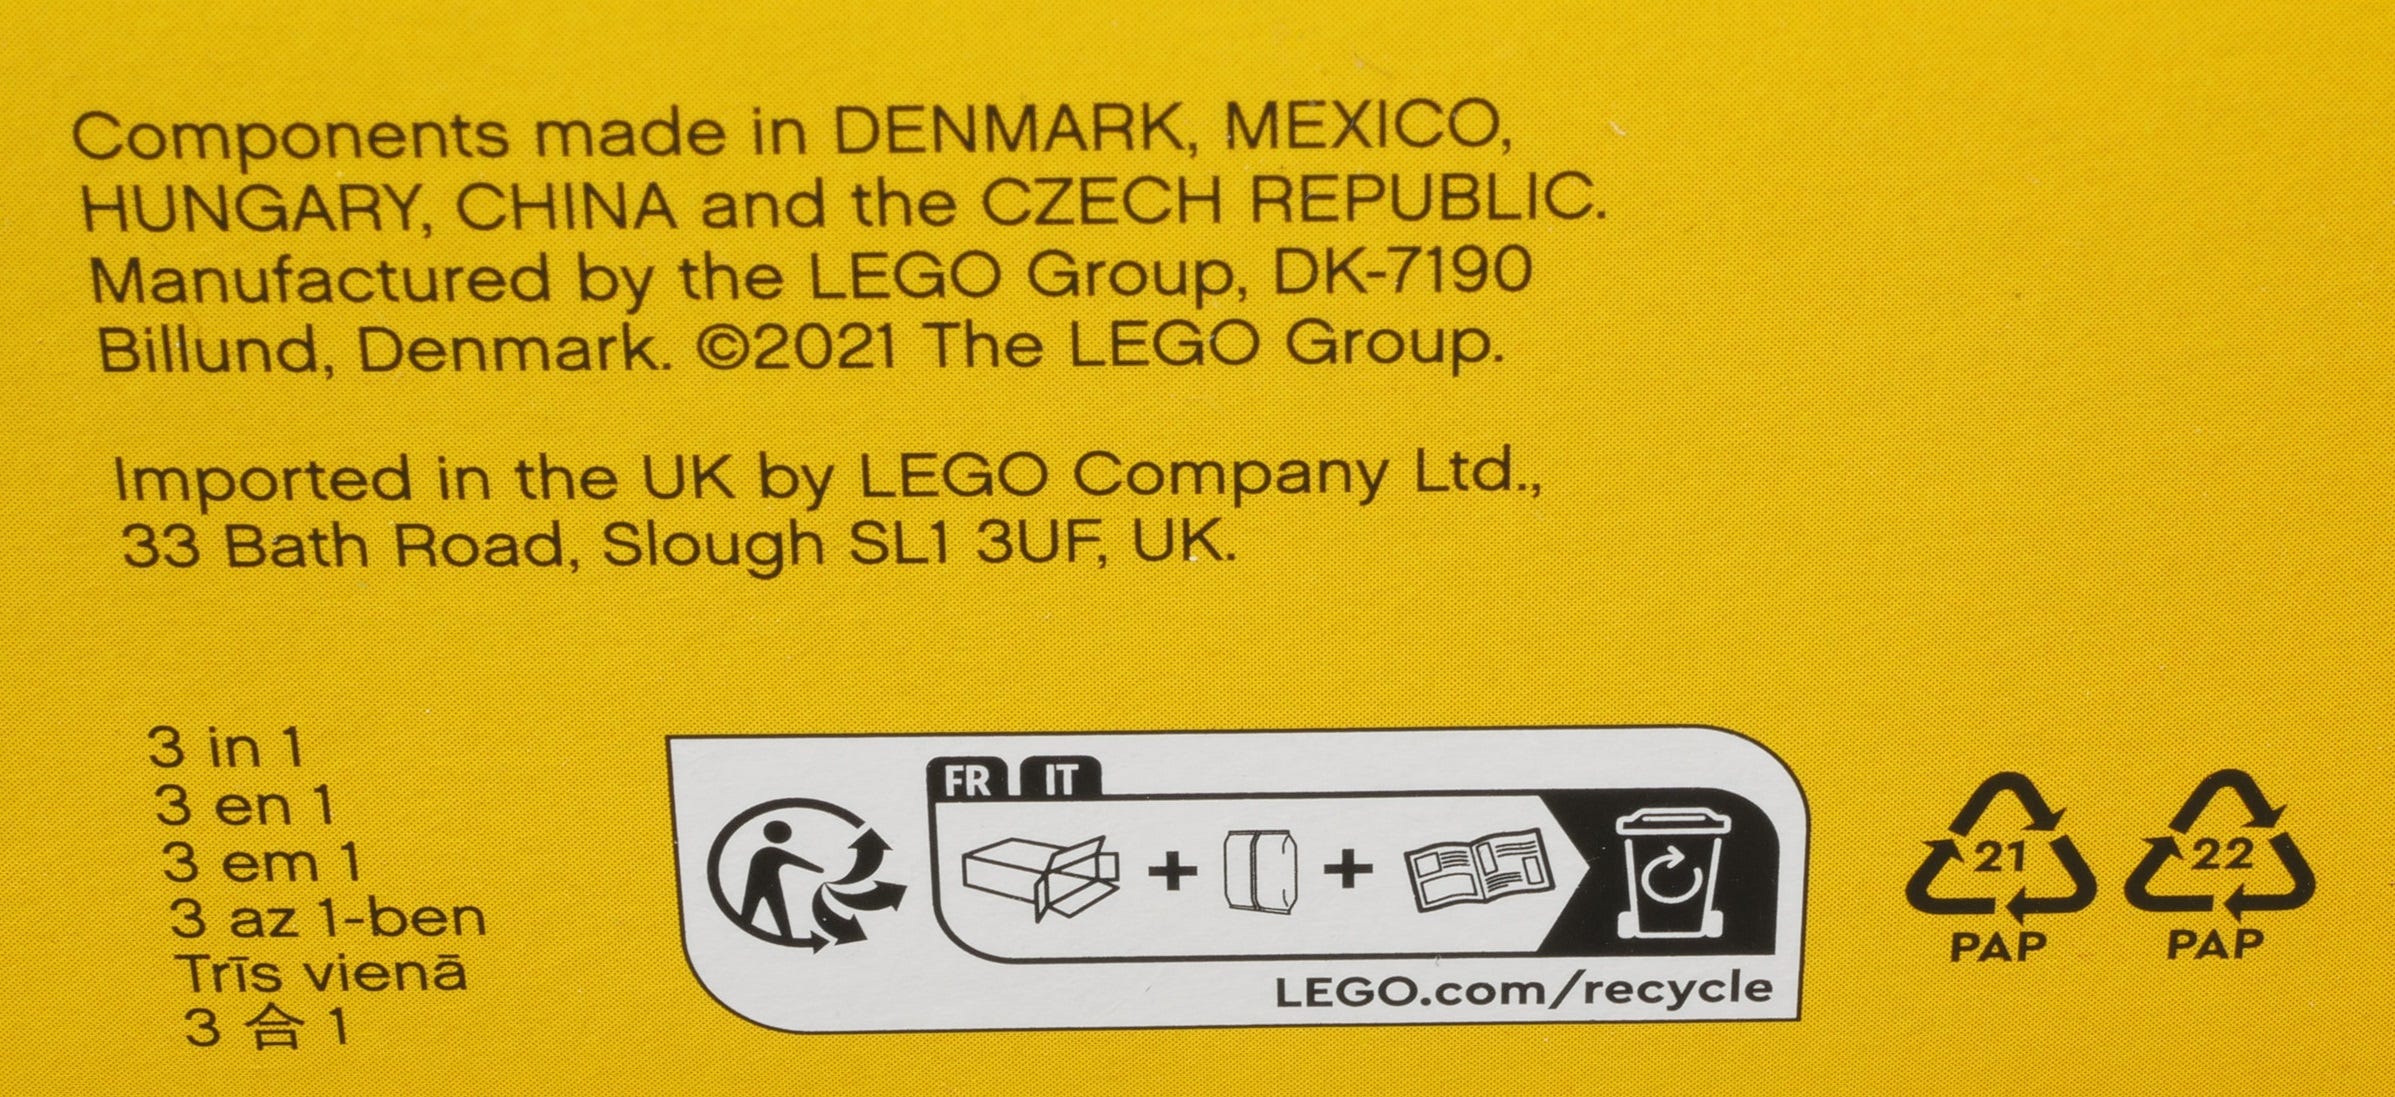 Components made in DENMARK, MEXICO,
HUNGARY, CHINA and the CZECH REPUBLIC.
Manufactured by the LEGO Group, DK-7190
Billund, Denmark. ©2021 The LEGO Group.
Imported in the UK by LEGO Company Ltd.,
33 Bath Road, Slough SL1 3UF, UK.
3 in 1
3 en 1
3 em 1
3 az 1-ben
Trīs vienā
3 合 1
FR IT
+ +
LEGO.com/recycle
21 22
PAP PAP